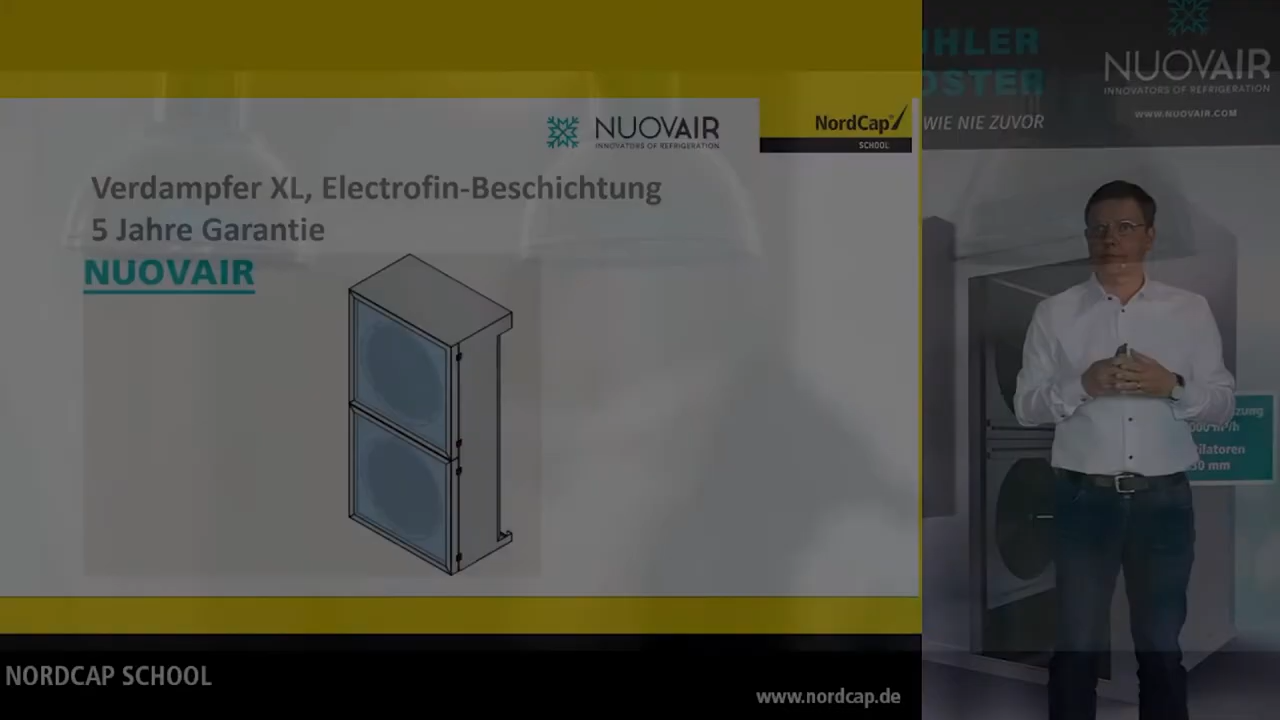 NUOVAIR
INNOVATORS OF REFRIGERATION
NordCap®
SCHOOL
Verdampfer XL, Electrofin-Beschichtung
5 Jahre Garantie
NUOVAIR
NORDCAP SCHOOL
www.nordcap.de
NUOVAIR
INNOVATORS OF REFRIGERATION
WWW.NUOVAIR.COM
WIE NIE ZUVOR